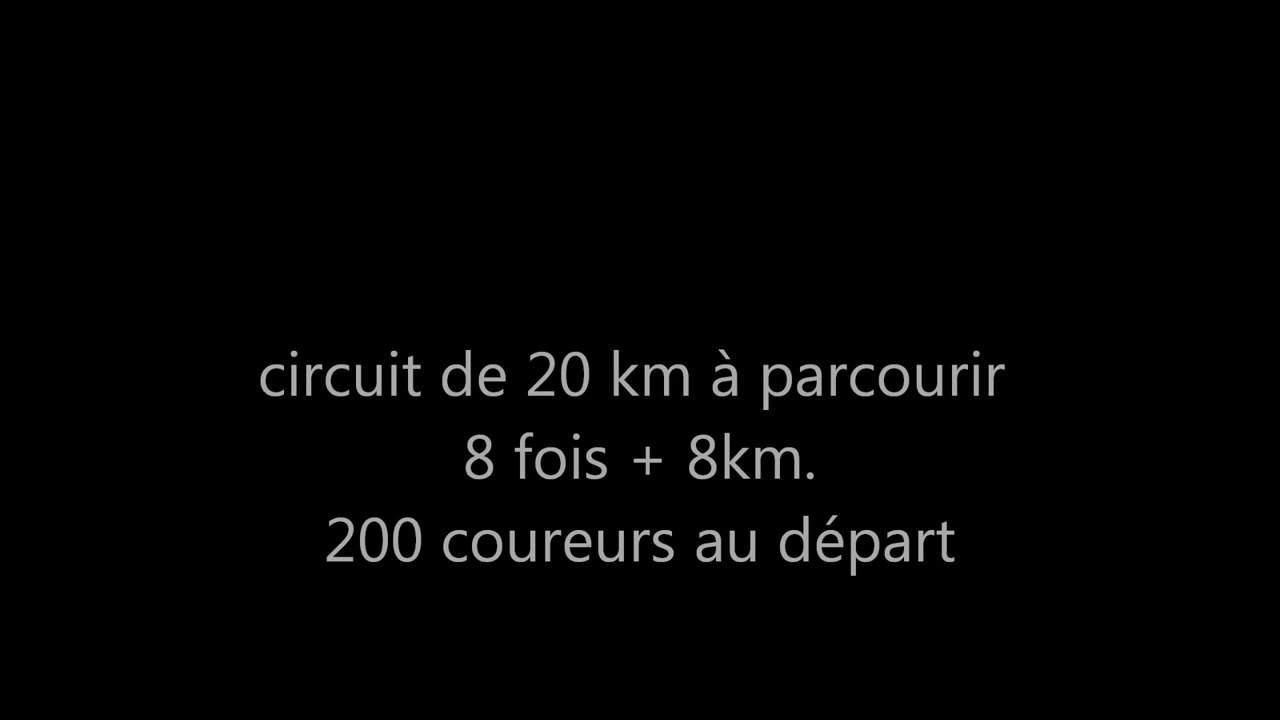 circuit de 20 km à parcourir
8 fois + 8km.
200 coureurs au départ